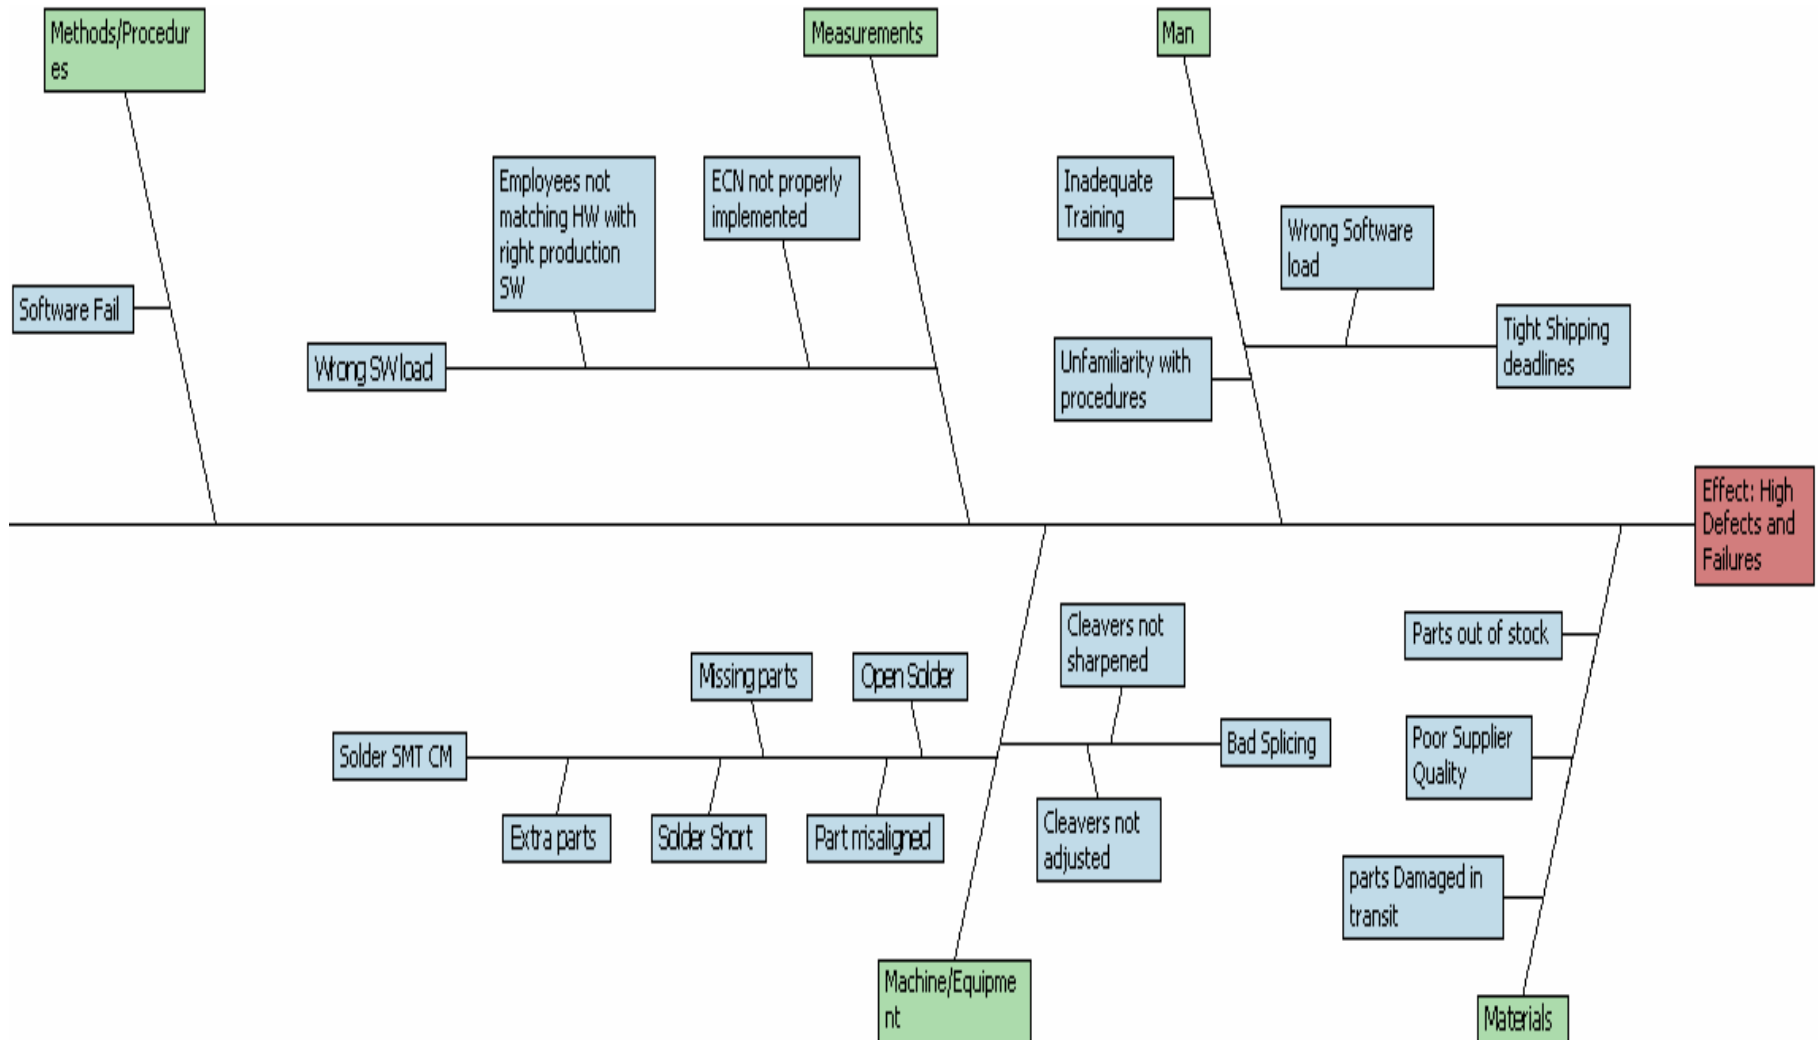 Methods/Procedur
es
Measurements
Man
Employees not
matching HW with
right production
SW
ECN not properly
implemented
Inadequate
Training
Wrong Software
load
Software Fail
Wrong SW load
Unfamiliarity with
procedures
Tight Shipping
deadlines
Effect: High
Defects and
Failures
Cleavers not
sharpened
Parts out of stock
Missing parts
Open Solder
Solder SMT CM
Bad Splicing
Poor Supplier
Quality
Extra parts
Solder Short
Part misaligned
Cleavers not
adjusted
parts Damaged in
transit
Machine/Equipme
nt
Materials